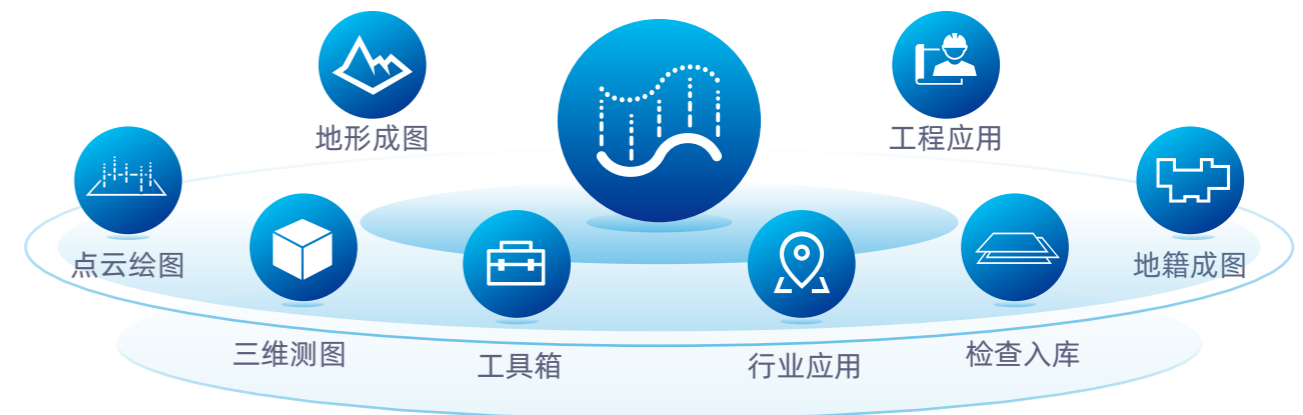 地形成图
工程应用
点云绘图
地籍成图
三维测图
工具箱
行业应用
检查入库